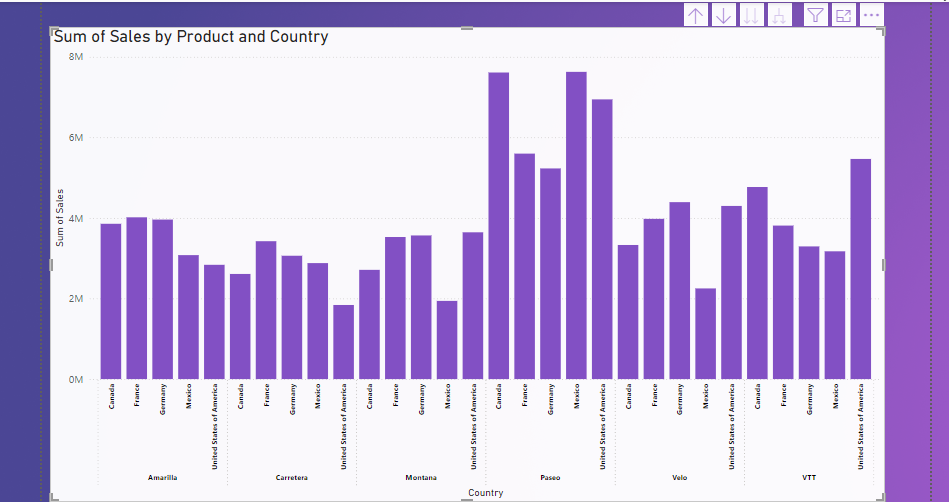 Sum of Sales by Product and Country
8M
6M
4M
2M
0M
Sum of Sales
Canada
France
Germany
Mexico
United States of America
Canada
France
Germany
Mexico
United States of America
Canada
France
Germany
Mexico
United States of America
Canada
France
Germany
Mexico
United States of America
Canada
France
Germany
Mexico
United States of America
Canada
France
Germany
Mexico
United States of America
Amarilla Carretera Montana Paseo Velo VTT
Country